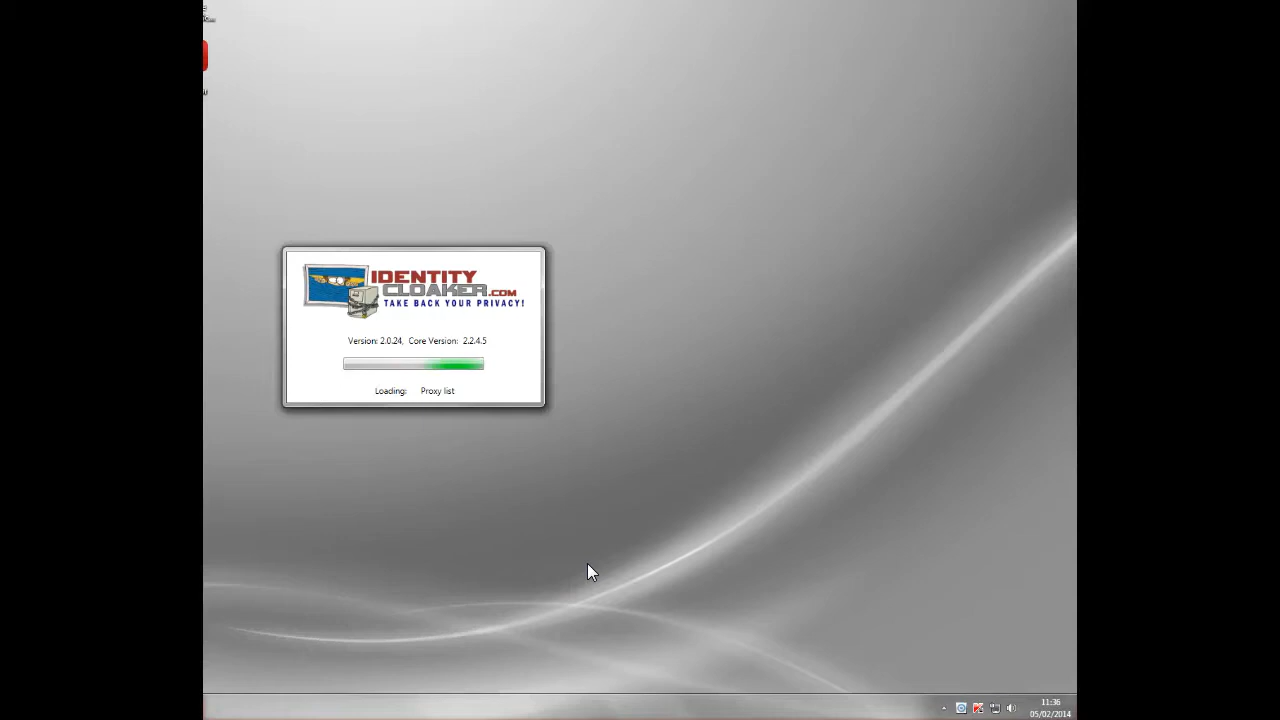 IDENTITY
CLOAKER.COM
TAKE BACK YOUR PRIVACY!
Version: 2.0.24, Core Version: 2.2.4.5
Loading: Proxy list
11:36
05/02/2014